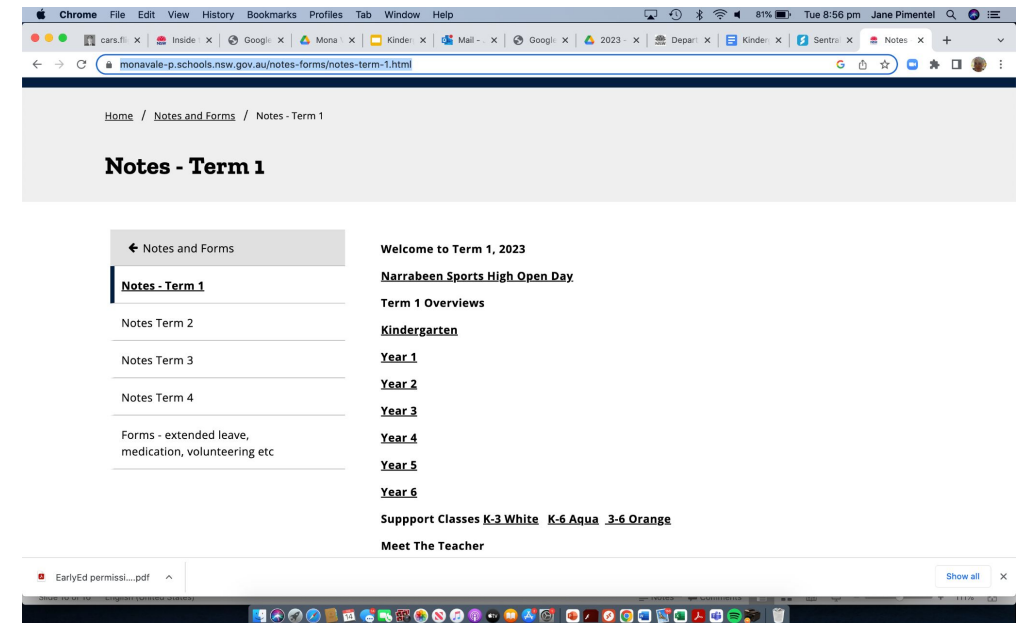 Chrome File Edit View History Bookmarks Profiles Tab Window Help 81% Tue 8:56 pm Jane Pimentel
cars.fli Inside Google Mona Kinder Mail - Google 2023 - Depart Kinder Sentral Notes
monavale-p.schools.nsw.gov.au/notes-forms/notes-term-1.html
Home / Notes and Forms / Notes - Term 1
Notes - Term 1
Notes and Forms
Notes - Term 1
Notes Term 2
Notes Term 3
Notes Term 4
Forms - extended leave,
medication, volunteering etc
Welcome to Term 1, 2023
Narrabeen Sports High Open Day
Term 1 Overviews
Kindergarten
Year 1
Year 2
Year 3
Year 4
Year 5
Year 6
Suppport Classes K-3 White K-6 Aqua 3-6 Orange
Meet The Teacher
EarlyEd permissi....pdf
Show all